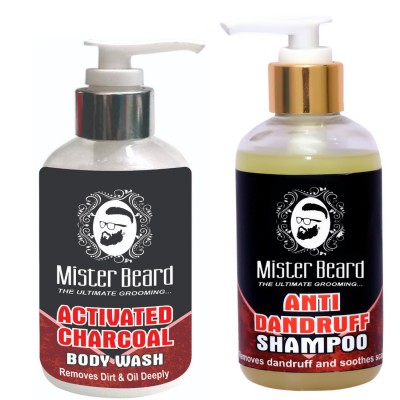 Mister Beard
THE ULTIMATE GROOMING...
ACTIVATED
CHARCOAL
BODY WASH
Removes Dirt & Oil Deeply
Mister Beard
THE ULTIMATE GROOMING...
ANTI
DANDRUFF
SHAMPOO
dandruff and soothes